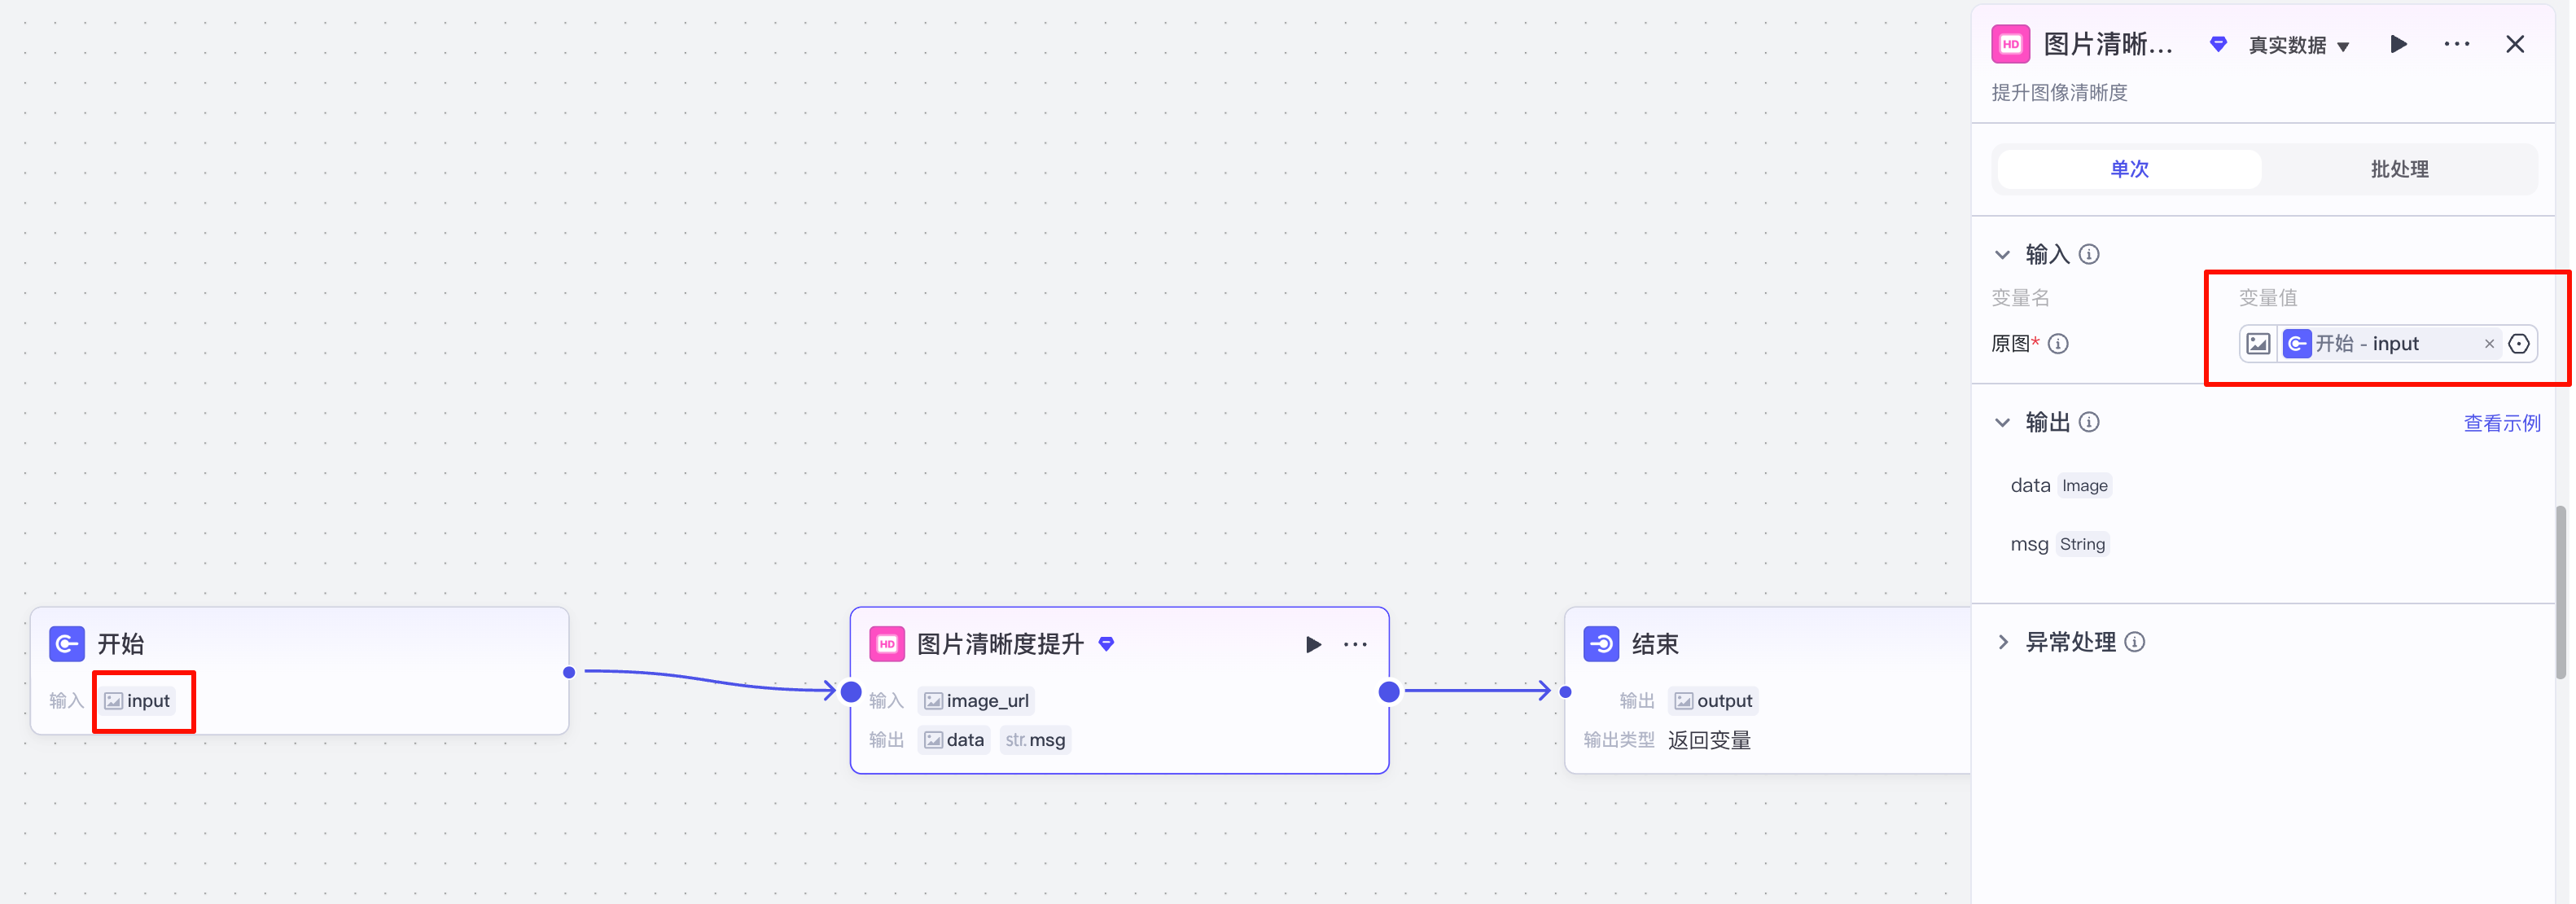 开始
输入 input
HD 图片清晰度提升
输入 image_url
输出 data str. msg
结束
输出 output
输出类型 返回变量
HD 图片清晰... 真实数据
提升图像清晰度
单次 批处理
输入
变量名 变量值
原图* 开始 - input
输出 查看示例
data Image
msg String
异常处理